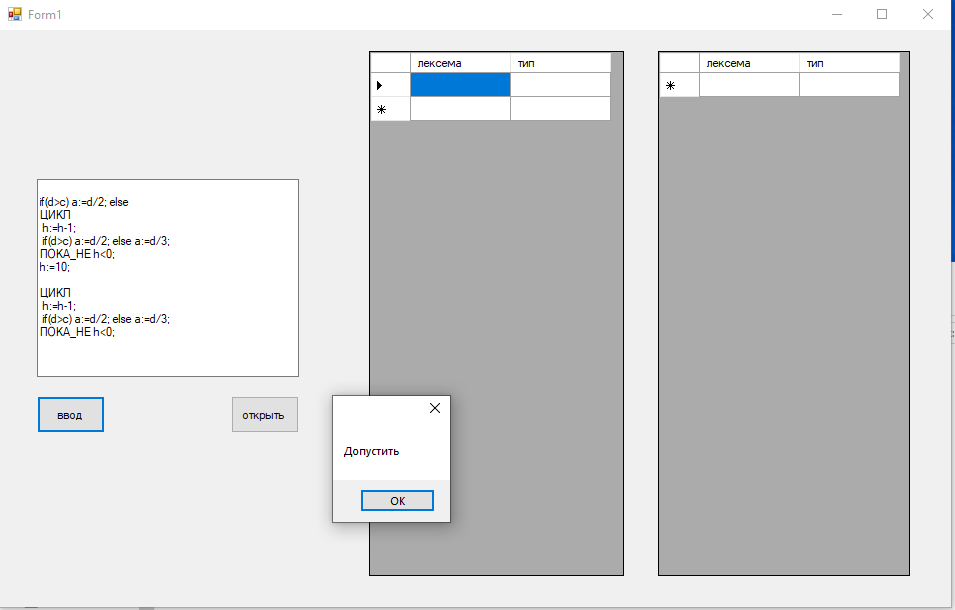 Form1
лексема тип
лексема тип
if(d>c) a:=d/2; else
ЦИКЛ
h:=h-1;
if(d>c) a:=d/2; else a:=d/3;
ПОКА_НЕ h<0;
h:=10;
ЦИКЛ
h:=h-1;
if(d>c) a:=d/2; else a:=d/3;
ПОКА_НЕ h<0;
ввод
открыть
Допустить
ОК